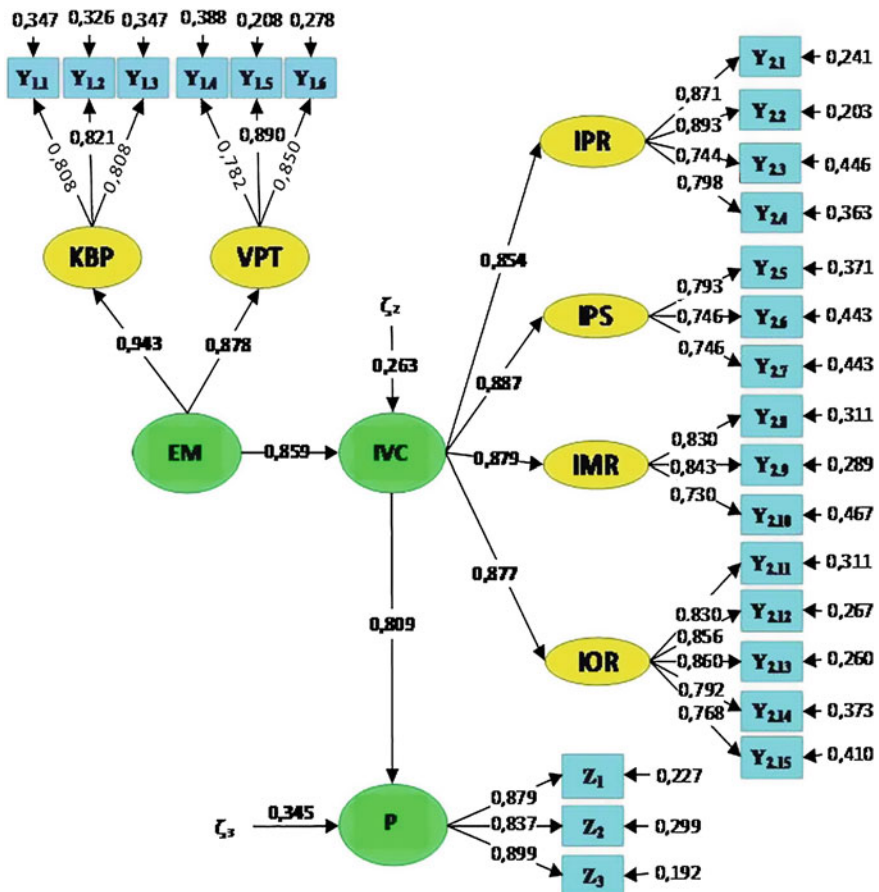 0,347 0,326 0,347 0,388 0,208 0,278
Y1.1 Y1.2 Y1.3 Y1.4 Y1.5 Y1.6
0,808 0,821 0,808 0,782 0,890 0,850
KBP VPT
0,943 0,878
EM
0,859
ζ2
0,263
IVC
0,854
0,887
0,879
0,877
0,809
IPR
0,871 Y2.1 0,241
0,893 Y2.2 0,203
0,744 Y2.3 0,446
0,798 Y2.4 0,363
IPS
0,793 Y2.5 0,371
0,746 Y2.6 0,443
0,746 Y2.7 0,443
IMR
0,830 Y2.8 0,311
0,843 Y2.9 0,289
0,730 Y2.10 0,467
IOR
0,830 Y2.11 0,311
0,856 Y2.12 0,267
0,860 Y2.13 0,260
0,792 Y2.14 0,373
0,768 Y2.15 0,410
ζ3
0,345
P
0,879 Z1 0,227
0,837 Z2 0,299
0,899 Z3 0,192